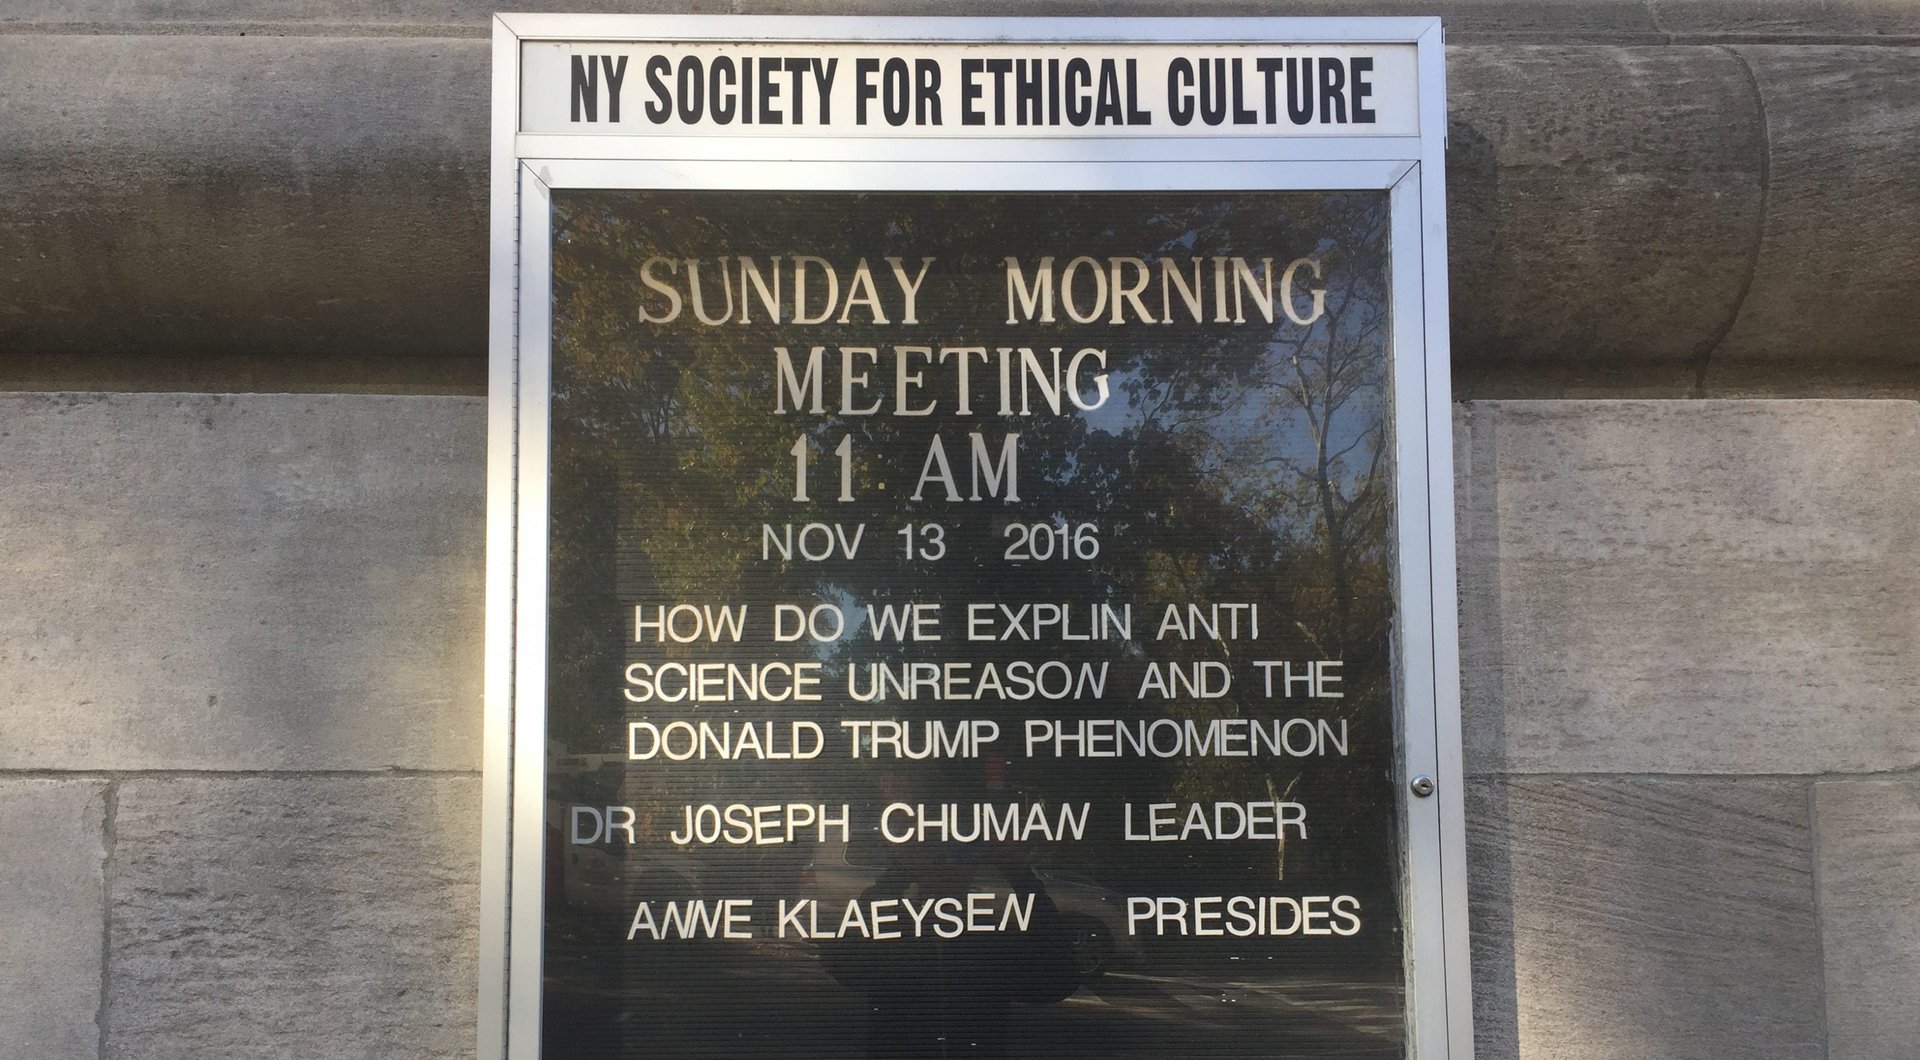 NY SOCIETY FOR ETHICAL CULTURE
SUNDAY MORNING
MEETING
11 AM
NOV 13 2016
HOW DO WE EXPLIN ANTI
SCIENCE UNREASON AND THE
DONALD TRUMP PHENOMENON
DR JOSEPH CHUMAN LEADER
ANNE KLAEYSEN PRESIDES